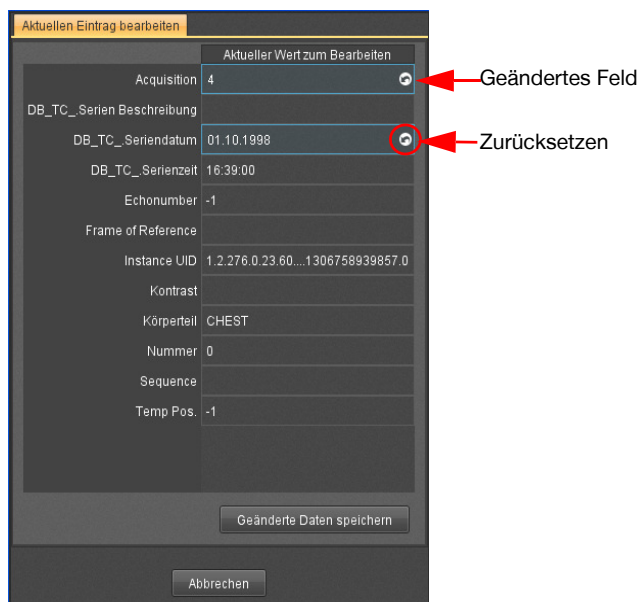 Aktuellen Eintrag bearbeiten
Aktueller Wert zum Bearbeiten
Acquisition 4
Geändertes Feld
DB_TC_.Serien Beschreibung
DB_TC_.Seriendatum 01.10.1998
Zurücksetzen
DB_TC_.Serienzeit 16:39:00
Echonumber -1
Frame of Reference
Instance UID 1.2.276.0.23.60....1306758939857.0
Kontrast
Körperteil CHEST
Nummer 0
Sequence
Temp Pos. -1
Geänderte Daten speichern
Abbrechen